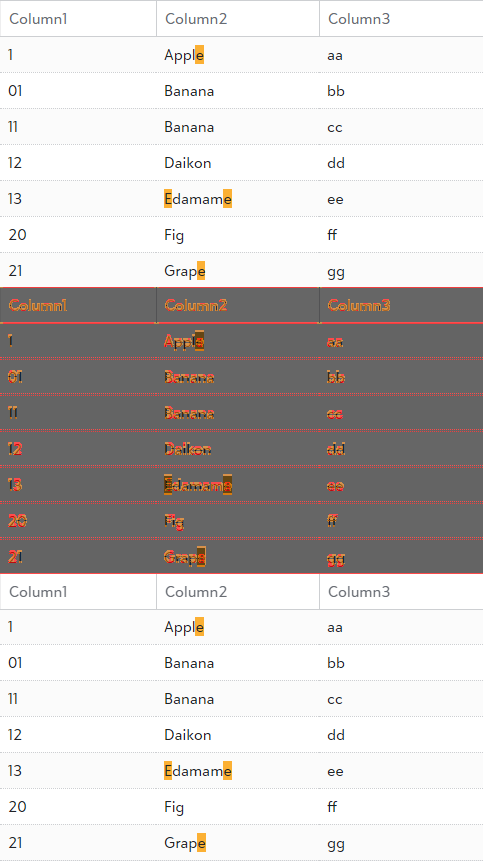 Column1 Column2 Column3
1 Apple aa
01 Banana bb
11 Banana cc
12 Daikon dd
13 Edamame ee
20 Fig ff
21 Grape gg
Column1 Column2 Column3
1 Apple aa
01 Banana bb
11 Banana cc
12 Daikon dd
13 Edamame ee
20 Fig ff
21 Grape gg
Column1 Column2 Column3
1 Apple aa
01 Banana bb
11 Banana cc
12 Daikon dd
13 Edamame ee
20 Fig ff
21 Grape gg